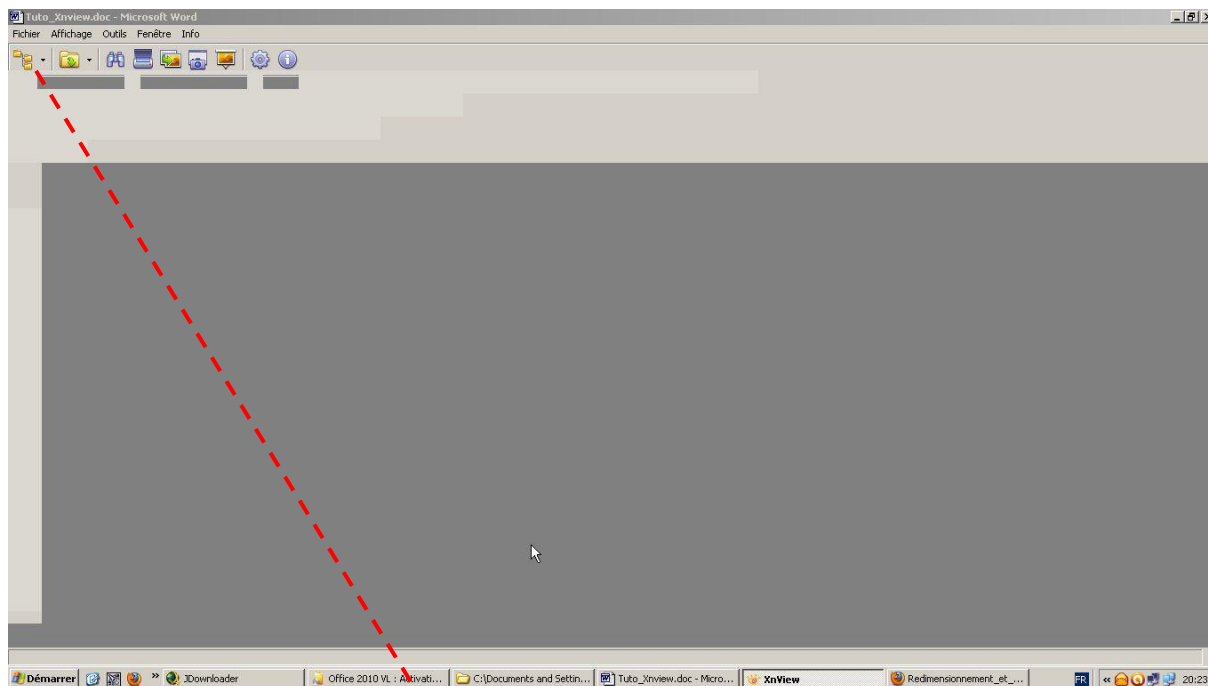 Tuto_Xnview.doc - Microsoft Word
Fichier Affichage Outils Fenêtre Info
Démarrer » JDownloader Office 2010 VL : Activati... C:\Documents and Settin... Tuto_Xnview.doc - Micro... XnView Redimensionnement_et_... FR « 20:23